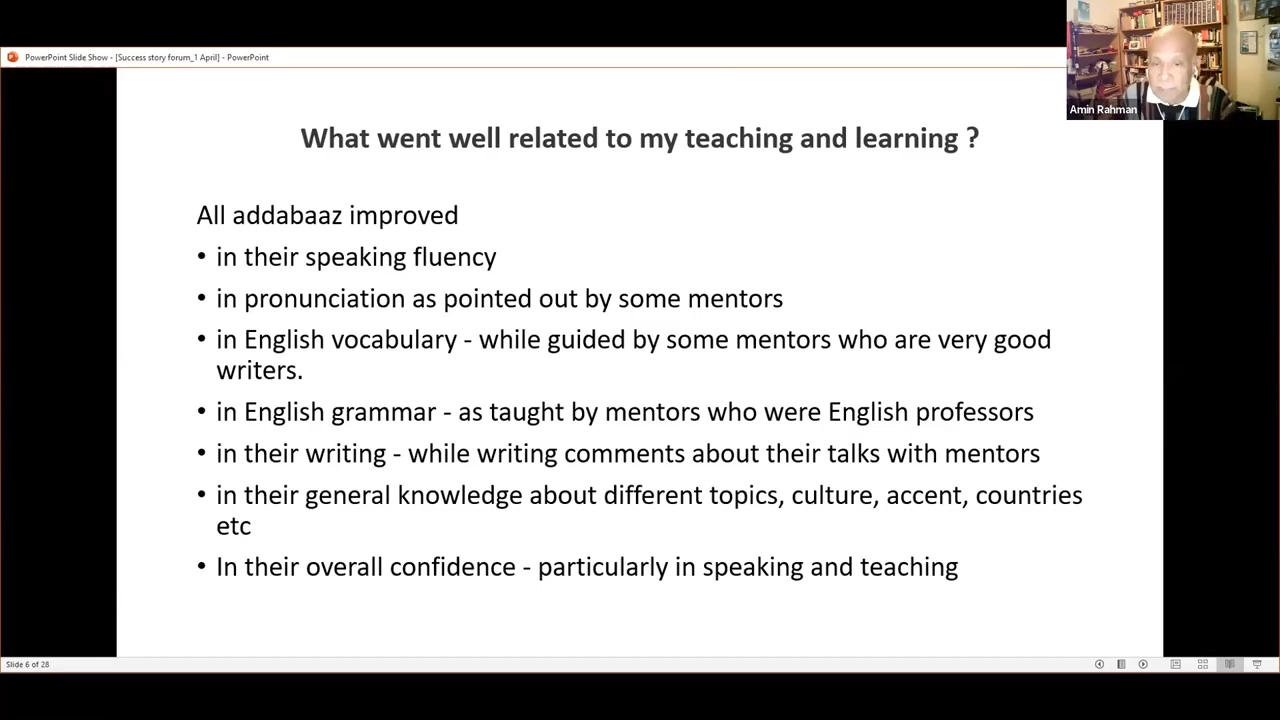 PowerPoint Slide Show - [Success story forum_1 April] - PowerPoint
Amin Rahman
What went well related to my teaching and learning ?
All addabaaz improved
• in their speaking fluency
• in pronunciation as pointed out by some mentors
• in English vocabulary - while guided by some mentors who are very good
writers.
• in English grammar - as taught by mentors who were English professors
• in their writing - while writing comments about their talks with mentors
• in their general knowledge about different topics, culture, accent, countries
etc
• In their overall confidence - particularly in speaking and teaching
Slide 6 of 28